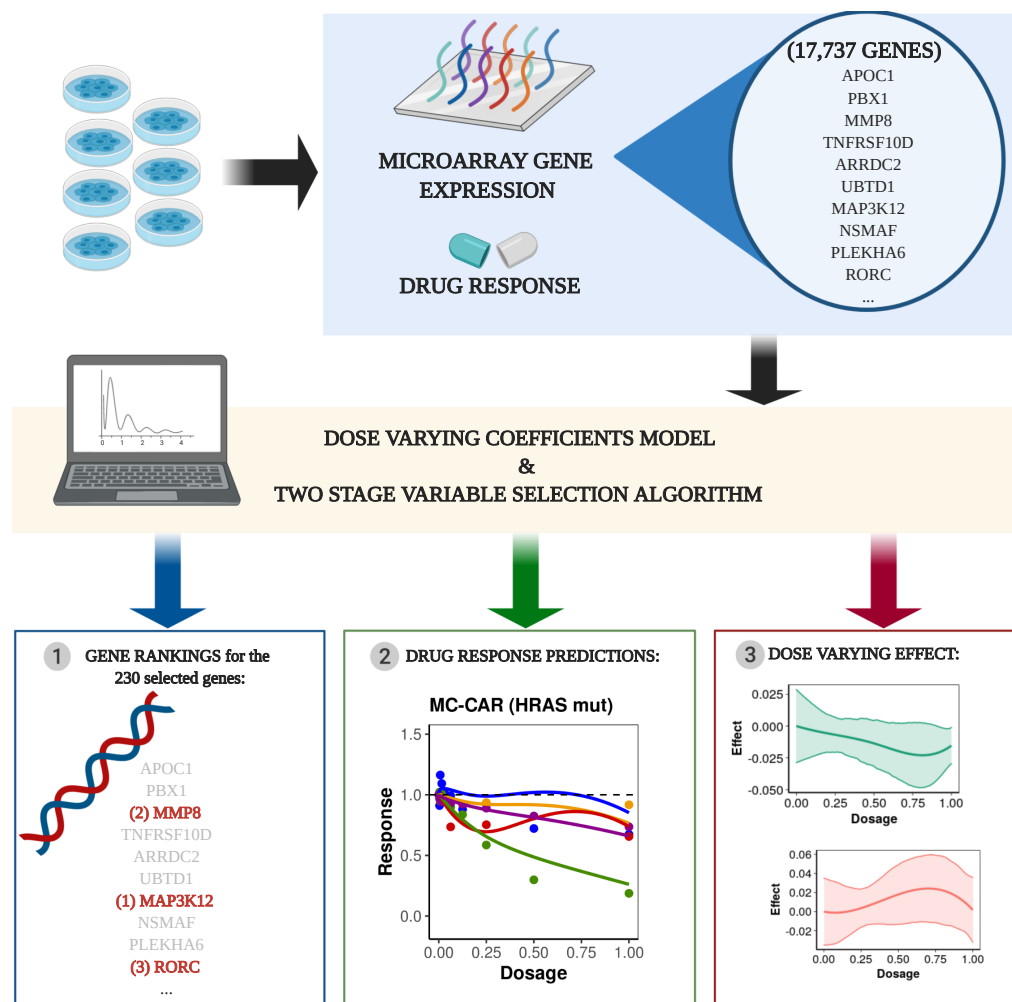 (17,737 GENES)
APOC1
PBX1
MMP8
TNFRSF10D
ARRDC2
UBTD1
MAP3K12
NSMAF
PLEKHA6
RORC
...
MICROARRAY GENE
EXPRESSION
DRUG RESPONSE
0 1 2 3 4
DOSE VARYING COEFFICIENTS MODEL
&
TWO STAGE VARIABLE SELECTION ALGORITHM
1 GENE RANKINGS for the
230 selected genes:
APOC1
PBX1
(2) MMP8
TNFRSF10D
ARRDC2
UBTD1
(1) MAP3K12
NSMAF
PLEKHA6
(3) RORC
...
2 DRUG RESPONSE PREDICTIONS:
MC-CAR (HRAS mut)
Response
1.5
1.0
0.5
0.0
0.00 0.25 0.50 0.75 1.00
Dosage
3 DOSE VARYING EFFECT:
Effect
0.025
0.000
-0.025
-0.050
0.00 0.25 0.50 0.75 1.00
Dosage
Effect
0.06
0.04
0.02
0.00
-0.02
0.00 0.25 0.50 0.75 1.00
Dosage